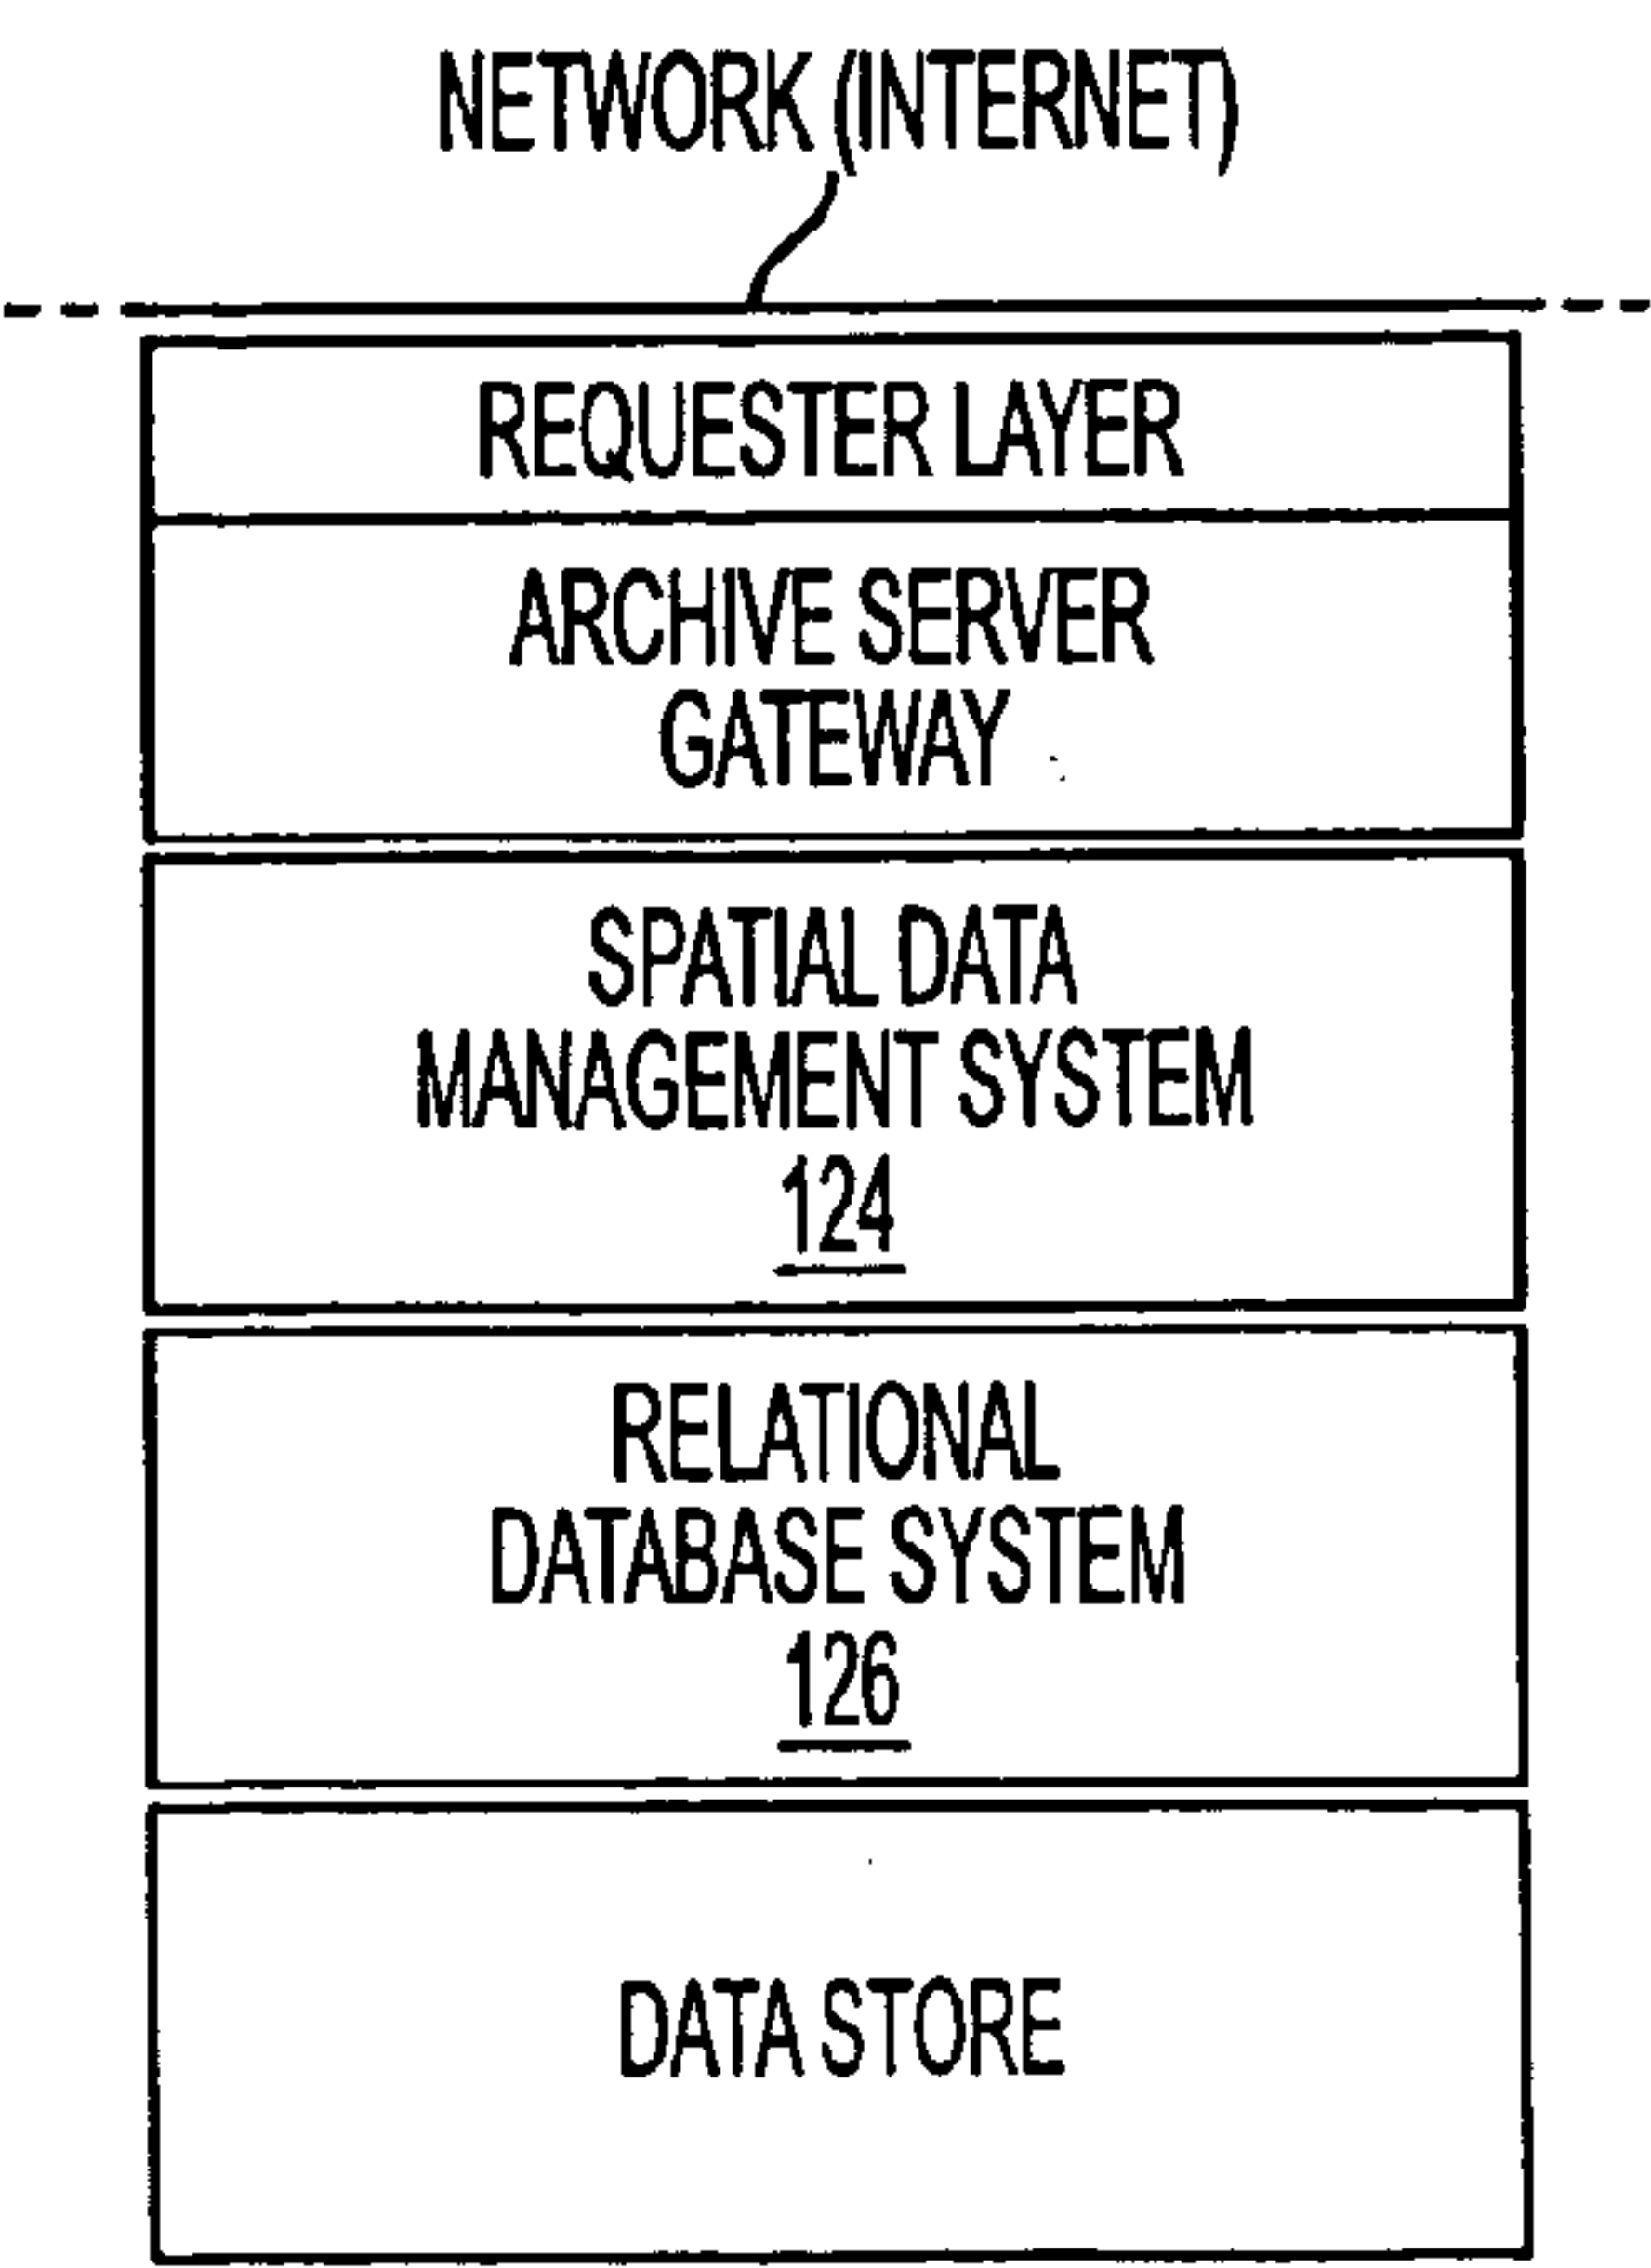 NETWORK (INTERNET)
REQUESTER LAYER
ARCHIVE SERVER
GATEWAY
SPATIAL DATA
MANAGEMENT SYSTEM
124
RELATIONAL
DATABASE SYSTEM
126
DATA STORE